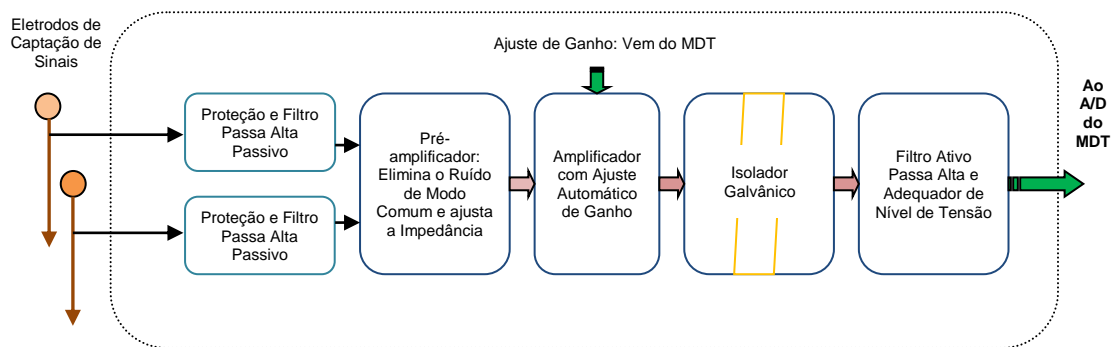 Eletrodos de
Captação de
Sinais
Ajuste de Ganho: Vem do MDT
Proteção e Filtro
Passa Alta
Passivo
Proteção e Filtro
Passa Alta
Passivo
Pré-
amplificador:
Elimina o Ruído
de Modo
Comum e ajusta
a Impedância
Amplificador
com Ajuste
Automático
de Ganho
Isolador
Galvânico
Filtro Ativo
Passa Alta e
Adequador de
Nível de Tensão
Ao
A/D
do
MDT